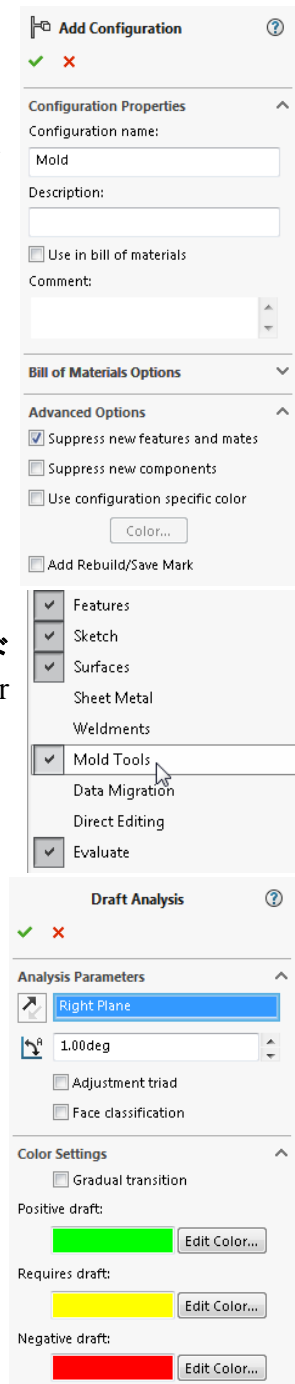 Add Configuration
Configuration Properties
Configuration name:
Mold
Description:
Use in bill of materials
Comment:
Bill of Materials Options
Advanced Options
Suppress new features and mates
Suppress new components
Use configuration specific color
Color...
Add Rebuild/Save Mark
Features
Sketch
Surfaces
r
Sheet Metal
Weldments
Mold Tools
Data Migration
Direct Editing
Evaluate
Draft Analysis
Analysis Parameters
Right Plane
1.00deg
Adjustment triad
Face classification
Color Settings
Gradual transition
Positive draft:
Edit Color...
Requires draft:
Edit Color...
Negative draft:
Edit Color...